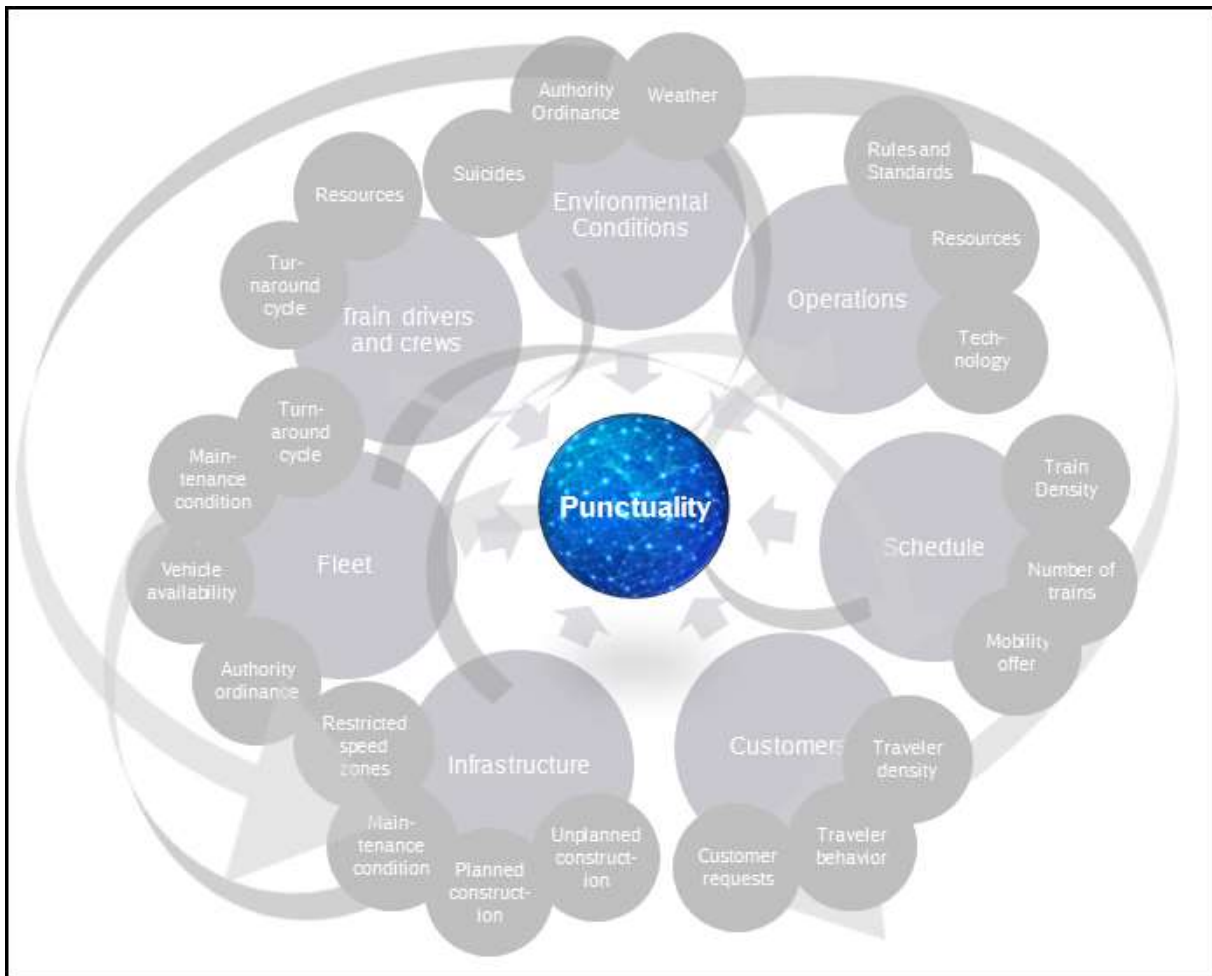 Authority
Ordinance
Weather
Suicides
Environmental
Conditions
Rules and
Standards
Resources
Tech-
nology
Operations
Resources
Tur-
naround
cycle
Train drivers
and crews
Turn-
around
cycle
Main-
tenance
condition
Vehicle
availability
Authority
ordinance
Fleet
Punctuality
Schedule
Train
Density
Number of
trains
Mobility
offer
Restricted
speed
zones
Main-
tenance
condition
Planned
construct-
ion
Unplanned
construct-
ion
Infrastructure
Customers
Traveler
density
Traveler
behavior
Customer
requests